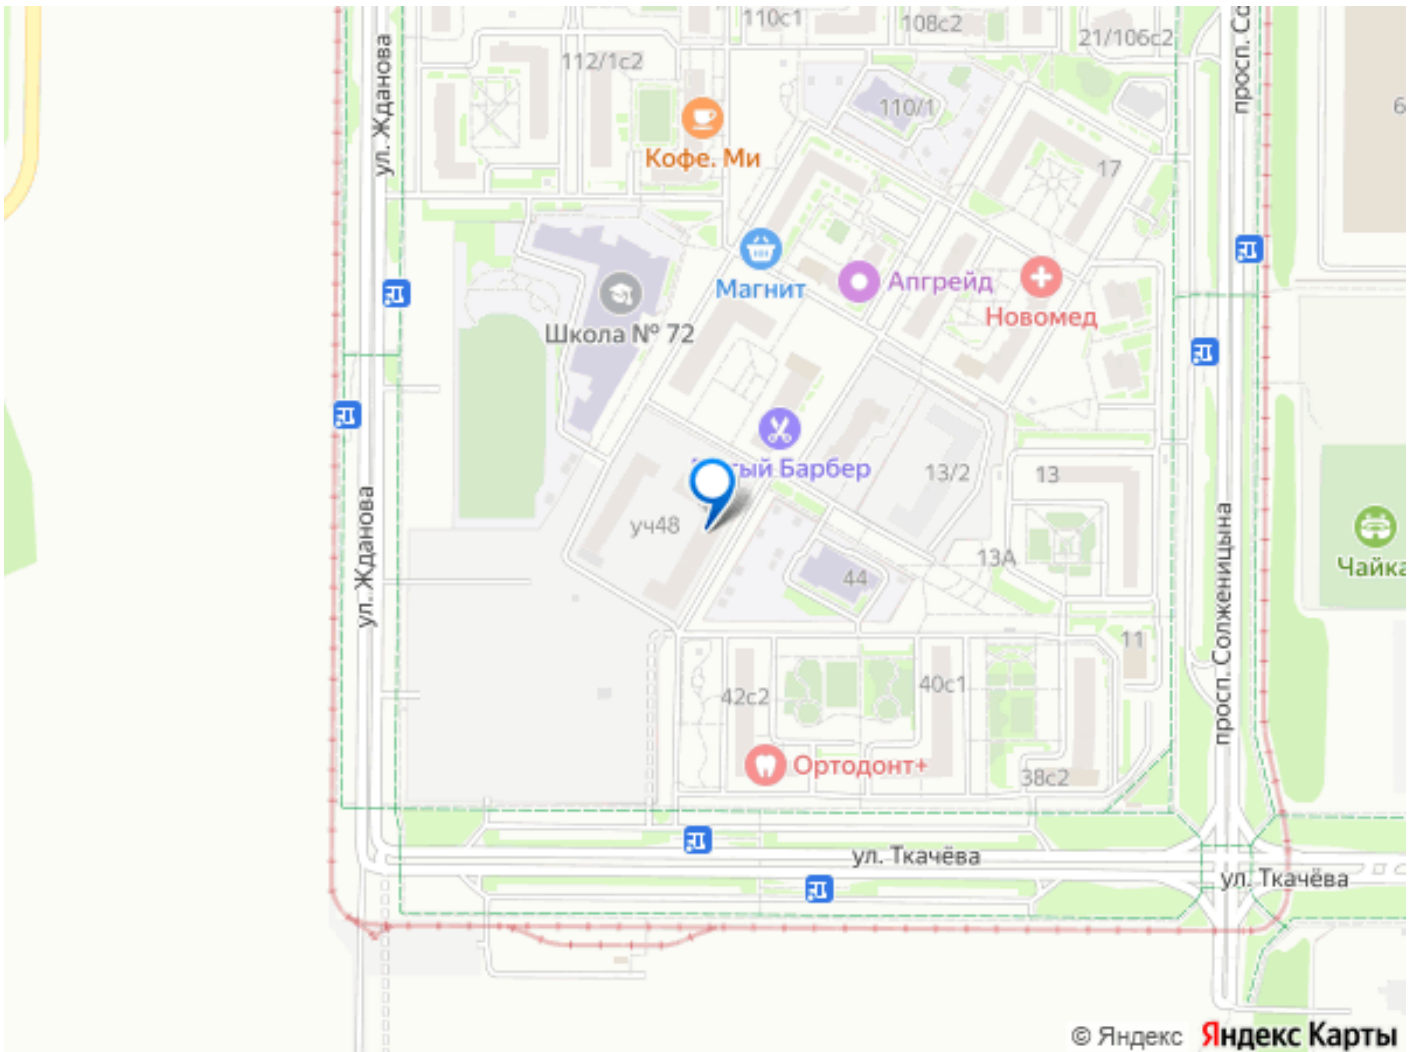 110с1
108с2
просп. Со
21/106с2
ул. Жданова
112/1с2
110/1
6
Кофе. Ми
17
Магнит
Апгрейд
Новомед
Школа № 72
тый Барбер
13/2
13
ул. Жданова
уч48
просп. Солженицына
13А
44
Чайка
11
42с2
40с1
Ортодонт+
38с2
ул. Ткачёва
ул. Ткачёва
© Яндекс Яндекс Карты